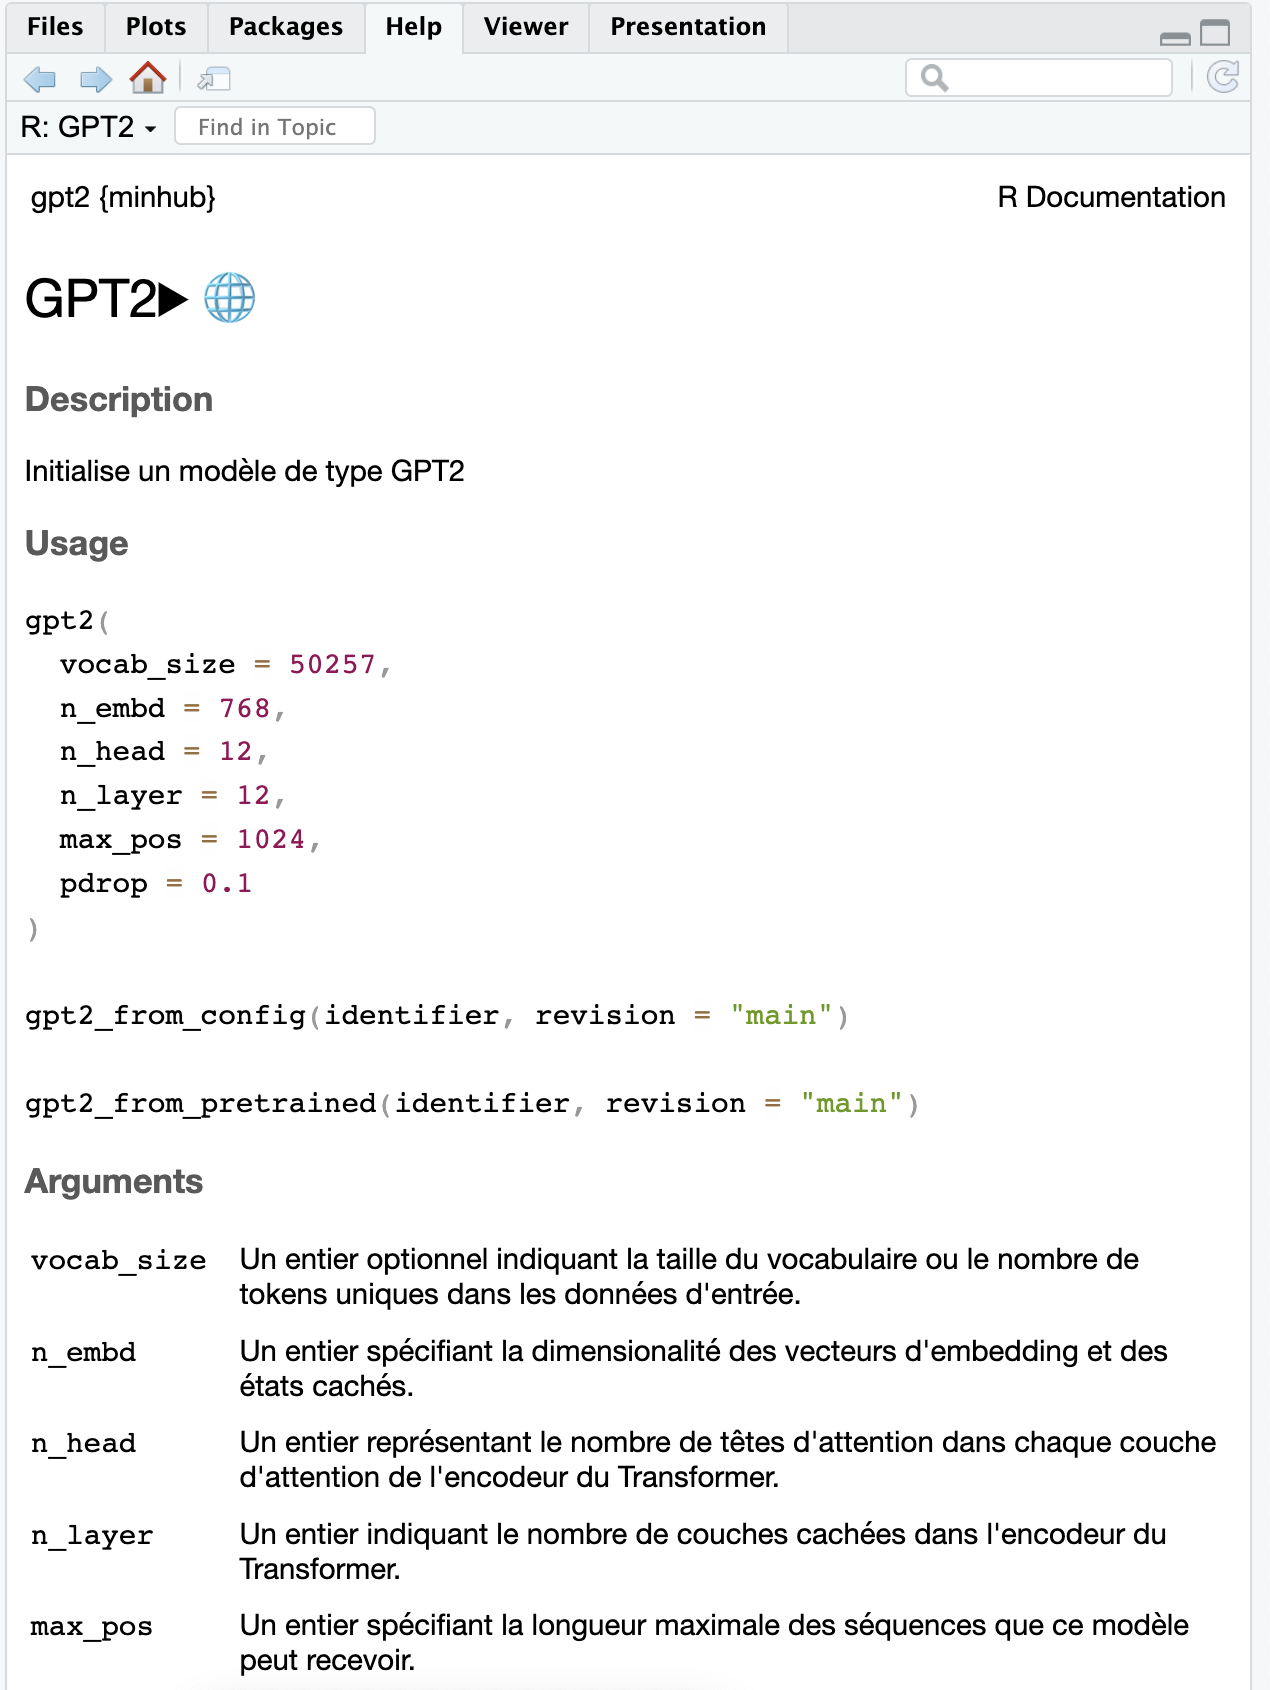 Files Plots Packages Help Viewer Presentation
R: GPT2 Find in Topic
gpt2 {minhub} R Documentation
GPT2
Description
Initialise un modèle de type GPT2
Usage
gpt2(
  vocab_size = 50257,
  n_embd = 768,
  n_head = 12,
  n_layer = 12,
  max_pos = 1024,
  pdrop = 0.1
)
gpt2_from_config(identifier, revision = "main")
gpt2_from_pretrained(identifier, revision = "main")
Arguments
vocab_size Un entier optionnel indiquant la taille du vocabulaire ou le nombre de
tokens uniques dans les données d'entrée.
n_embd Un entier spécifiant la dimensionalité des vecteurs d'embedding et des
états cachés.
n_head Un entier représentant le nombre de têtes d'attention dans chaque couche
d'attention de l'encodeur du Transformer.
n_layer Un entier indiquant le nombre de couches cachées dans l'encodeur du
Transformer.
max_pos Un entier spécifiant la longueur maximale des séquences que ce modèle
peut recevoir.